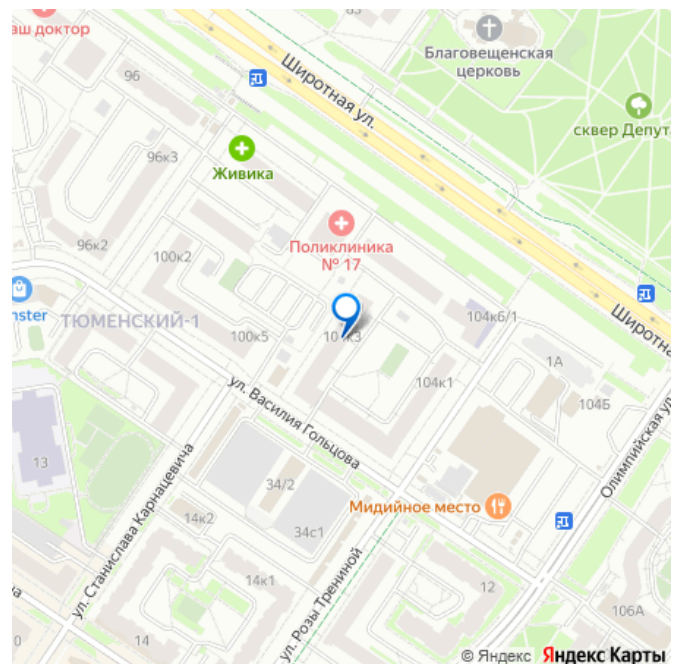 аш доктор
83
Благовещенская
церковь
96
Широтная ул.
сквер Депут
96к3
Живика
Поликлиника
№ 17
96к2
100к2
nster
ТЮМЕНСКИЙ-1
100к5
104к6/1
Широтна
1А
104к1
104Б
ул. Василия Гольцова
Олимпийская ул.
13
34/2
Мидийное место
14к2
34с1
ул. Станислава Карнацевича
14к1
12
ул. Розы Трениной
106А
0
14
© Яндекс Яндекс Карты